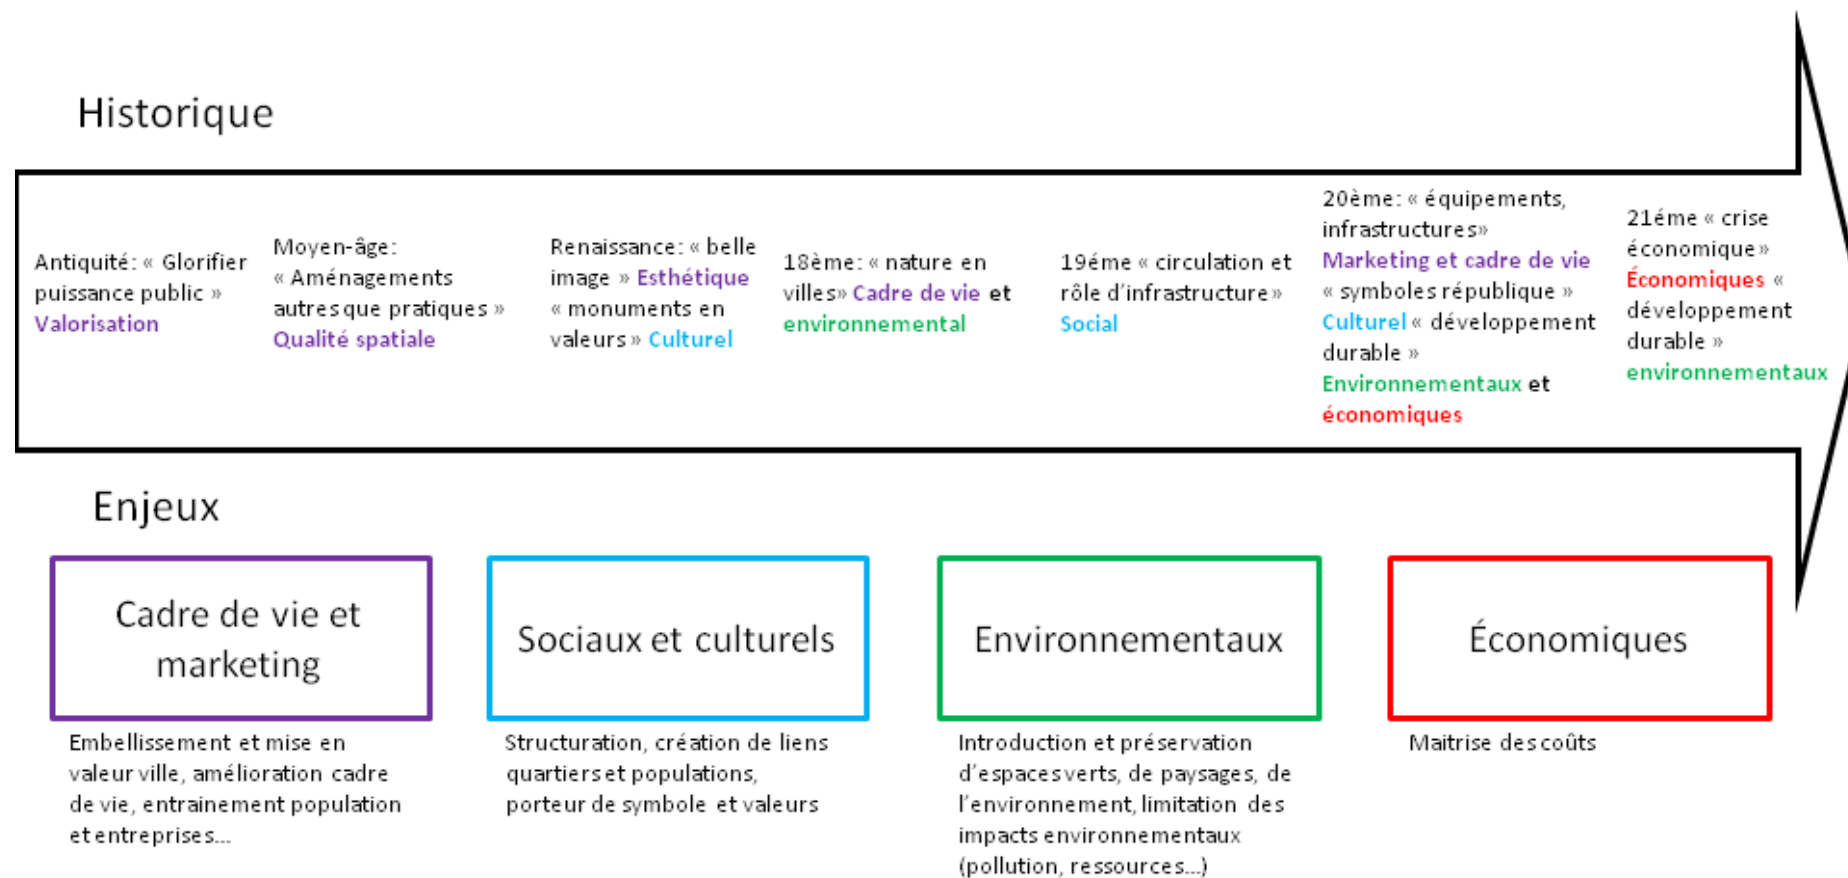 Historique
Antiquité: « Glorifier
puissance public »
Valorisation
Moyen-âge:
« Aménagements
autres que pratiques »
Qualité spatiale
Renaissance: « belle
image » Esthétique
« monuments en
valeurs » Culturel
18ème: « nature en
villes» Cadre de vie et
environnemental
19éme « circulation et
rôle d’infrastructure»
Social
20ème: « équipements,
infrastructures»
Marketing et cadre de vie
« symboles république »
Culturel « développement
durable »
Environnementaux et
économiques
21éme « crise
économique»
Économiques «
développement
durable »
environnementaux
Enjeux
Cadre de vie et
marketing
Embellissement et mise en
valeur ville, amélioration cadre
de vie, entrainement population
et entreprises...
Sociaux et culturels
Structuration, création de liens
quartiers et populations,
porteur de symbole et valeurs
Environnementaux
Introduction et préservation
d’espaces verts, de paysages, de
l’environnement, limitation des
impacts environnementaux
(pollution, ressources...)
Économiques
Maitrise des coûts